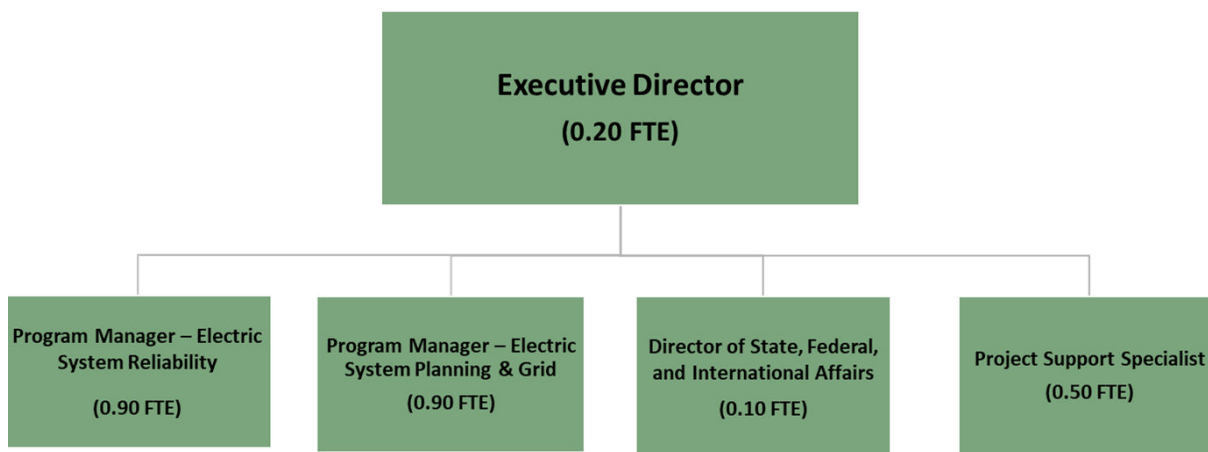 Executive Director
(0.20 FTE)
Program Manager – Electric
System Reliability
(0.90 FTE)
Program Manager – Electric
System Planning & Grid
(0.90 FTE)
Director of State, Federal,
and International Affairs
(0.10 FTE)
Project Support Specialist
(0.50 FTE)